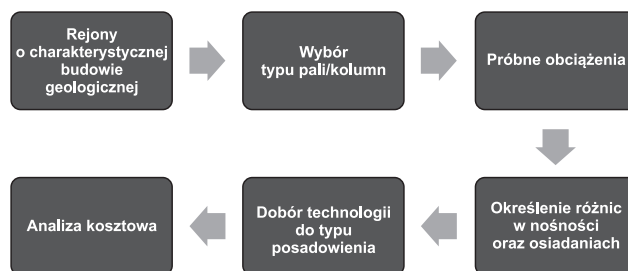 Rejony
o charakterystycznej
budowie
geologicznej
Wybór
typu pali/kolumn
Próbne obciążenia
Określenie różnic
w nośności
oraz osiadaniach
Dobór technologii
do typu
posadowienia
Analiza kosztowa